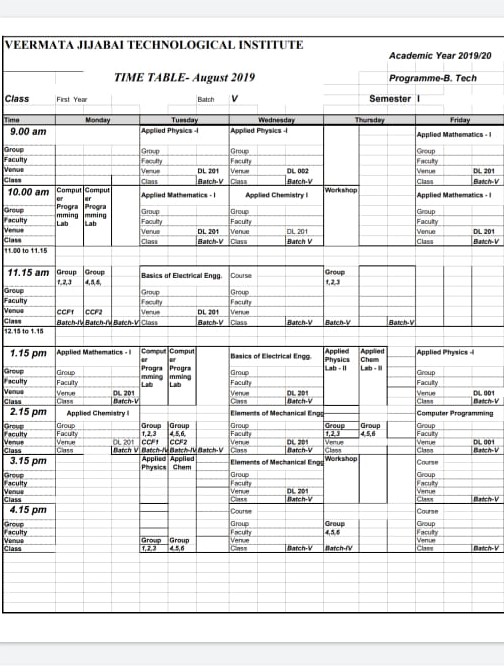 VEERMATA JIJABAI TECHNOLOGICAL INSTITUTE
Academic Year 2019/20
TIME TABLE- August 2019 Programme-B. Tech
Class First Year Batch V Semester I
Time Monday Tuesday Wednesday Thursday Friday
9.00 am Applied Physics -I Applied Physics -I Applied Mathematics - I
Group Group Group Group
Faculty Faculty Faculty Faculty
Venue Venue DL 201 Venue DL 002 Venue DL 201
Class Class Batch-V Class Batch-V Class Batch-V
10.00 am Comput Comput Applied Mathematics - I Applied Chemistry I Workshop Applied Mathematics - I
er er
Progra Progra
mming mming
Lab Lab
Group Group Group Group
Faculty Faculty Faculty Faculty
Venue Venue DL 201 Venue DL 201 Venue DL 201
Class Class Batch-V Class Batch V Class Batch-V
11.00 to 11.15
11.15 am Group Group Basics of Electrical Engg. Course Group
1,2,3 4,5,6, 1,2,3
Group Group Group
Faculty Faculty Faculty
Venue CCF1 CCF2 Venue DL 201 Venue
Class Batch-IV Batch-IV Batch-V Class Batch-V Class Batch-V Batch-V Batch-V
12.15 to 1.15
1.15 pm Applied Mathematics - I Comput Comput Basics of Electrical Engg. Applied Applied Applied Physics -I
er er Physics Chem
Progra Progra Lab - II Lab - II
mming mming
Lab Lab
Group Group Group Group
Faculty Faculty Faculty Faculty
Venue Venue DL 201 Venue DL 201 Venue DL 001
Class Class Batch-V Class Batch-V Class Batch-V
2.15 pm Applied Chemistry I Elements of Mechanical Engg Computer Programming
Group Group Group Group Group Group Group Group
Faculty Faculty 1,2,3 4,5,6, Faculty 1,2,3 4,5,6 Faculty
Venue Venue DL 201 CCF1 CCF2 Venue DL 201 Venue Venue DL 001
Class Class Batch V Batch-IV Batch-IV Batch-V Class Batch-V Class Class Batch-V
3.15 pm Applied Applied Elements of Mechanical Engg Workshop Course
Physics Chem
Group Group Group
Faculty Faculty Faculty
Venue Venue DL 201 Venue
Class Class Batch-V Class Batch-V
4.15 pm Course Course
Group Group Group Group
Faculty Faculty 4,5,6 Faculty
Venue Group Group Venue Venue
Class 1,2,3 4,5,6 Class Batch-V Batch-IV Class Batch-V